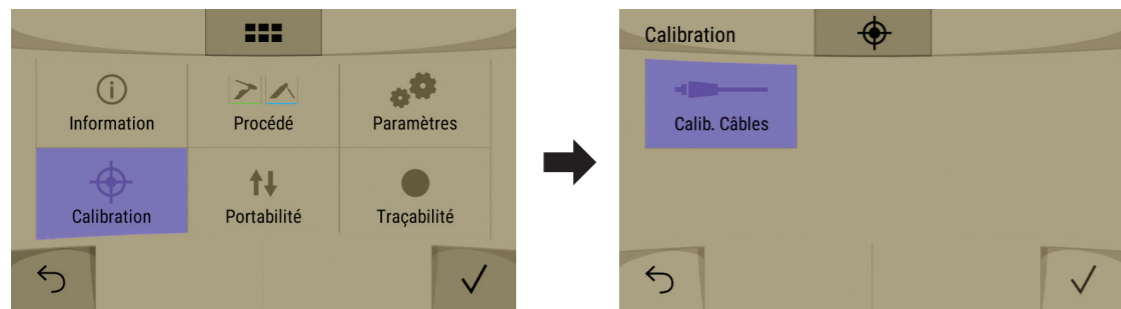 Information
Procédé
Paramètres
Calibration
Portabilité
Traçabilité
Calibration
Calib. Câbles